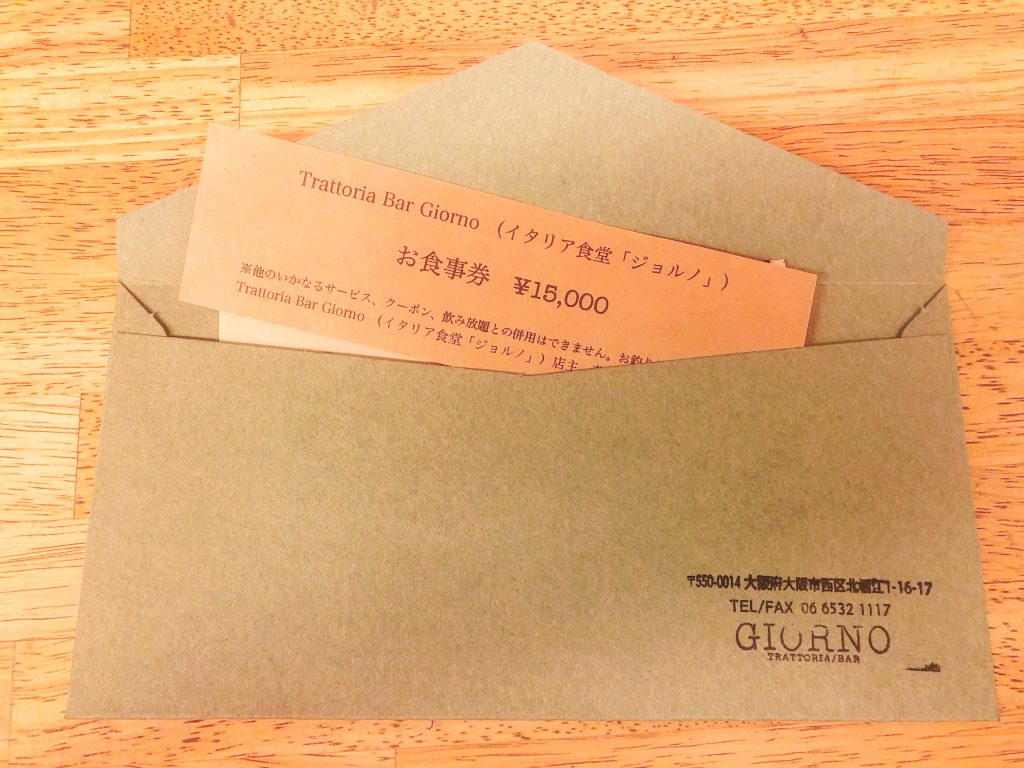 Trattoria Bar Giorno (イタリア食堂「ジョルノ」)
お食事券 ¥15,000
※他のいかなるサービス、クーポン、飲み放題との併用はできません。お釣り
Trattoria Bar Giorno (イタリア食堂「ジョルノ」) 店主
〒550-0014 大阪府大阪市西区北堀江1-16-17
TEL/FAX 06 6532 1117
GIORNO
TRATTORIA/BAR